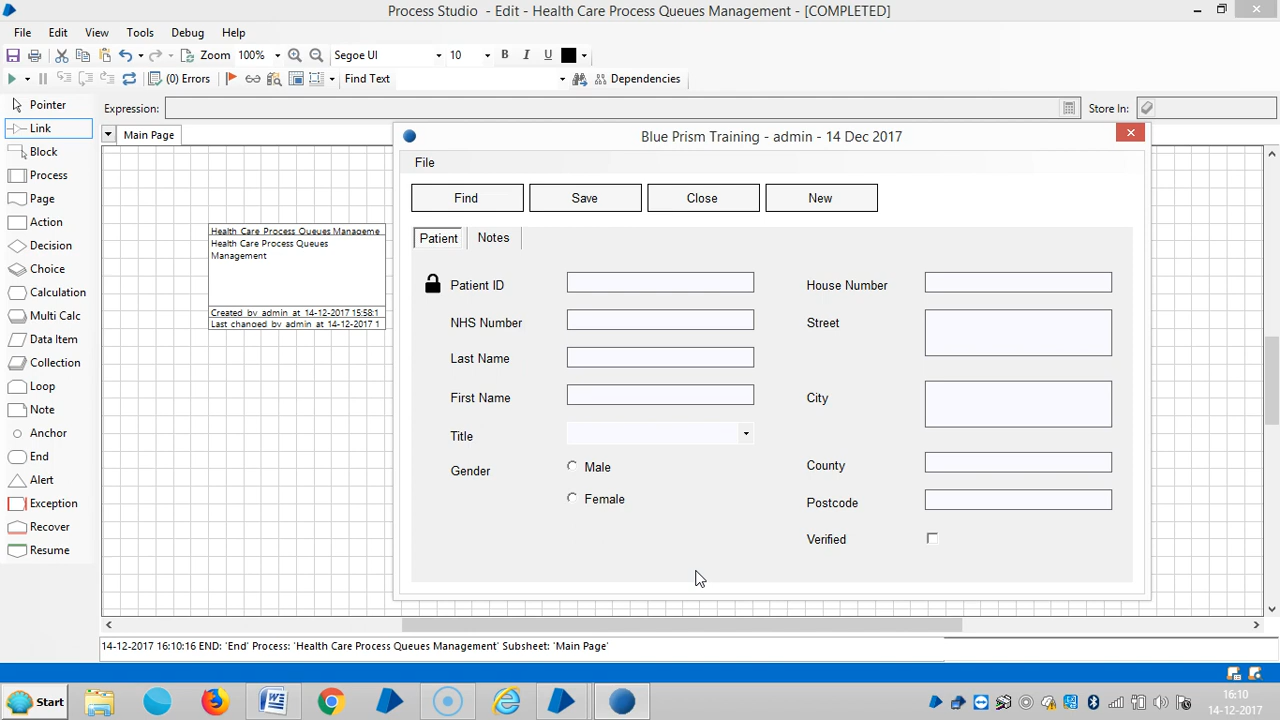 Process Studio - Edit - Health Care Process Queues Management - [COMPLETED]
File Edit View Tools Debug Help
Zoom 100% Segoe UI 10 B I U
(0) Errors Find Text Dependencies
Pointer
Expression: Store In:
Link
Main Page
Block
Process
Page
Action
Decision
Choice
Calculation
Multi Calc
Data Item
Collection
Loop
Note
Anchor
End
Alert
Exception
Recover
Resume
Health Care Process Queues Manageme
Health Care Process Queues
Management
Created by admin at 14-12-2017 15:58:1
Last changed by admin at 14-12-2017 1
Blue Prism Training - admin - 14 Dec 2017
File
Find Save Close New
Patient Notes
Patient ID
NHS Number
Last Name
First Name
Title
Gender
Male
Female
House Number
Street
City
County
Postcode
Verified
14-12-2017 16:10:16 END: 'End' Process: 'Health Care Process Queues Management' Subsheet: 'Main Page'
Start
16:10
14-12-2017